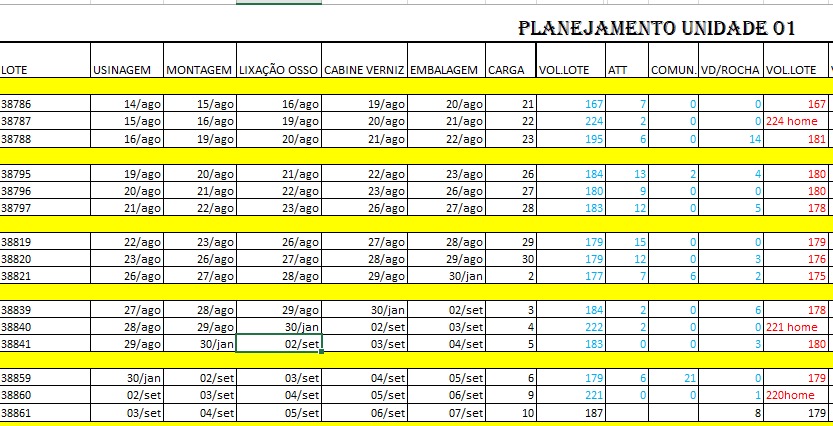 PLANEJAMENTO UNIDADE 01
LOTE USINAGEM MONTAGEM LIXAÇÃO OSSO CABINE VERNIZ EMBALAGEM CARGA VOL.LOTE ATT COMUN. VD/ROCHA VOL.LOTE
38786 14/ago 15/ago 16/ago 19/ago 20/ago 21 167 7 0 0 167
38787 15/ago 16/ago 19/ago 20/ago 21/ago 22 224 2 0 0 224 home
38788 16/ago 19/ago 20/ago 21/ago 22/ago 23 195 6 0 14 181
38795 19/ago 20/ago 21/ago 22/ago 23/ago 26 184 13 2 4 180
38796 20/ago 21/ago 22/ago 23/ago 26/ago 27 180 9 0 0 180
38797 21/ago 22/ago 23/ago 26/ago 27/ago 28 183 12 0 5 178
38819 22/ago 23/ago 26/ago 27/ago 28/ago 29 179 15 0 0 179
38820 23/ago 26/ago 27/ago 28/ago 29/ago 30 179 12 0 3 176
38821 26/ago 27/ago 28/ago 29/ago 30/jan 2 177 7 6 2 175
38839 27/ago 28/ago 29/ago 30/jan 02/set 3 184 2 0 6 178
38840 28/ago 29/ago 30/jan 02/set 03/set 4 222 2 0 0 221 home
38841 29/ago 30/jan 02/set 03/set 04/set 5 183 0 0 3 180
38859 30/jan 02/set 03/set 04/set 05/set 6 179 6 21 0 179
38860 02/set 03/set 04/set 05/set 06/set 9 221 0 0 1 220home
38861 03/set 04/set 05/set 06/set 07/set 10 187 8 179